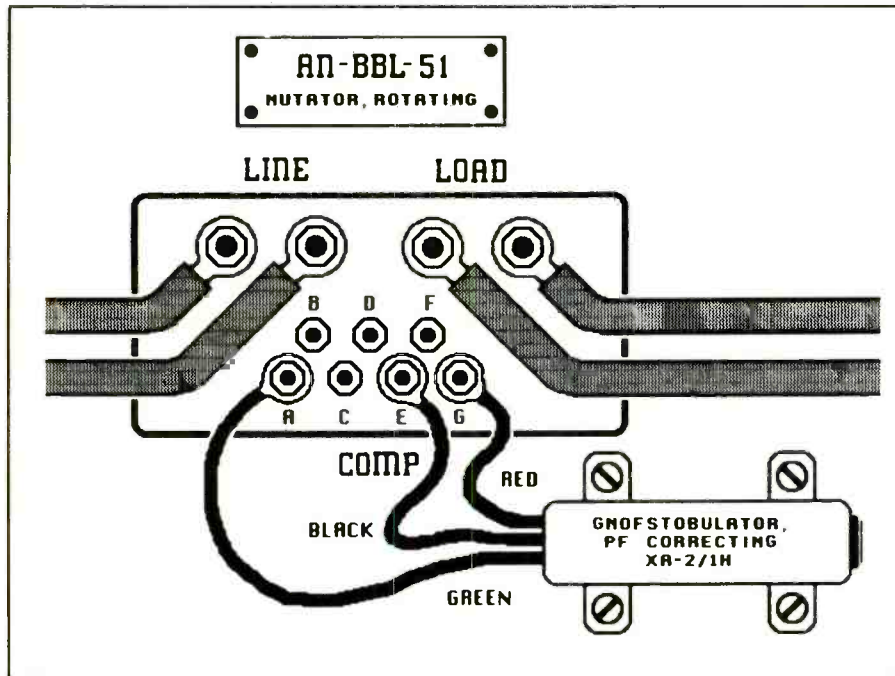 AN-BBL-51
MUTATOR, ROTATING
LINE
LOAD
B D F
A C E G
COMP
RED
BLACK
GREEN
GNOFSTOBULATOR,
PF CORRECTING
XA-2/1H